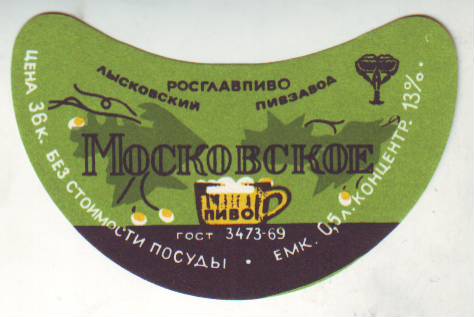 РОСГЛАВПИВО
ЛЫСКОВСКИЙ ПИВЗАВОД
МОСКОВСКОЕ
ПИВО
ГОСТ 3473-69
ЦЕНА 36 К. БЕЗ СТОИМОСТИ ПОСУДЫ • ЕМК. 0,5 Л. КОНЦЕНТР. 13%.